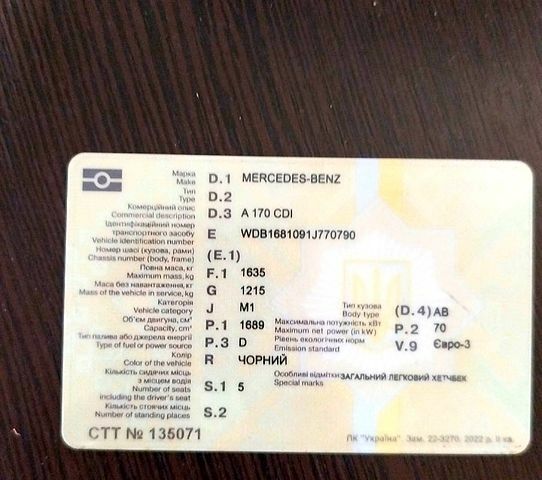 Марка
Make D.1 MERCEDES-BENZ
Тип
Type D.2
Комерційний опис
Commercial description D.3 A 170 CDI
Ідентифікаційний номер
транспортного засобу
Vehicle identification number E WDB1681091J770790
Номер шасі (кузова, рами)
Chassis number (body, frame) (E.1)
Повна маса, кг
Maximum mass, kg F.1 1635
Маса без навантаження, кг
Mass of the vehicle in service, kg G 1215
Категорія
Vehicle category J M1
Тип кузова
Body type (D.4) АВ
Об'єм двигуна, см³
Capacity, cm³ P.1 1689
Максимальна потужність кВт
Maximum net power (in kW) P.2 70
Тип палива або джерела енергії
Type of fuel or power source P.3 D
Рівень екологічних норм
Emission standard V.9 Євро-3
Колір
Color of the vehicle R ЧОРНИЙ
Кількість сидячих місць
з місцем водія
Number of seats
including the driver's seat S.1 5
Особливі відмітки ЗАГАЛЬНИЙ ЛЕГКОВИЙ ХЕТЧБЕК
Special marks
Кількість стоячих місць
Number of standing places S.2
СТТ № 135071
ПК "Україна". Зам. 22-3270. 2022 р. ІІ кв.